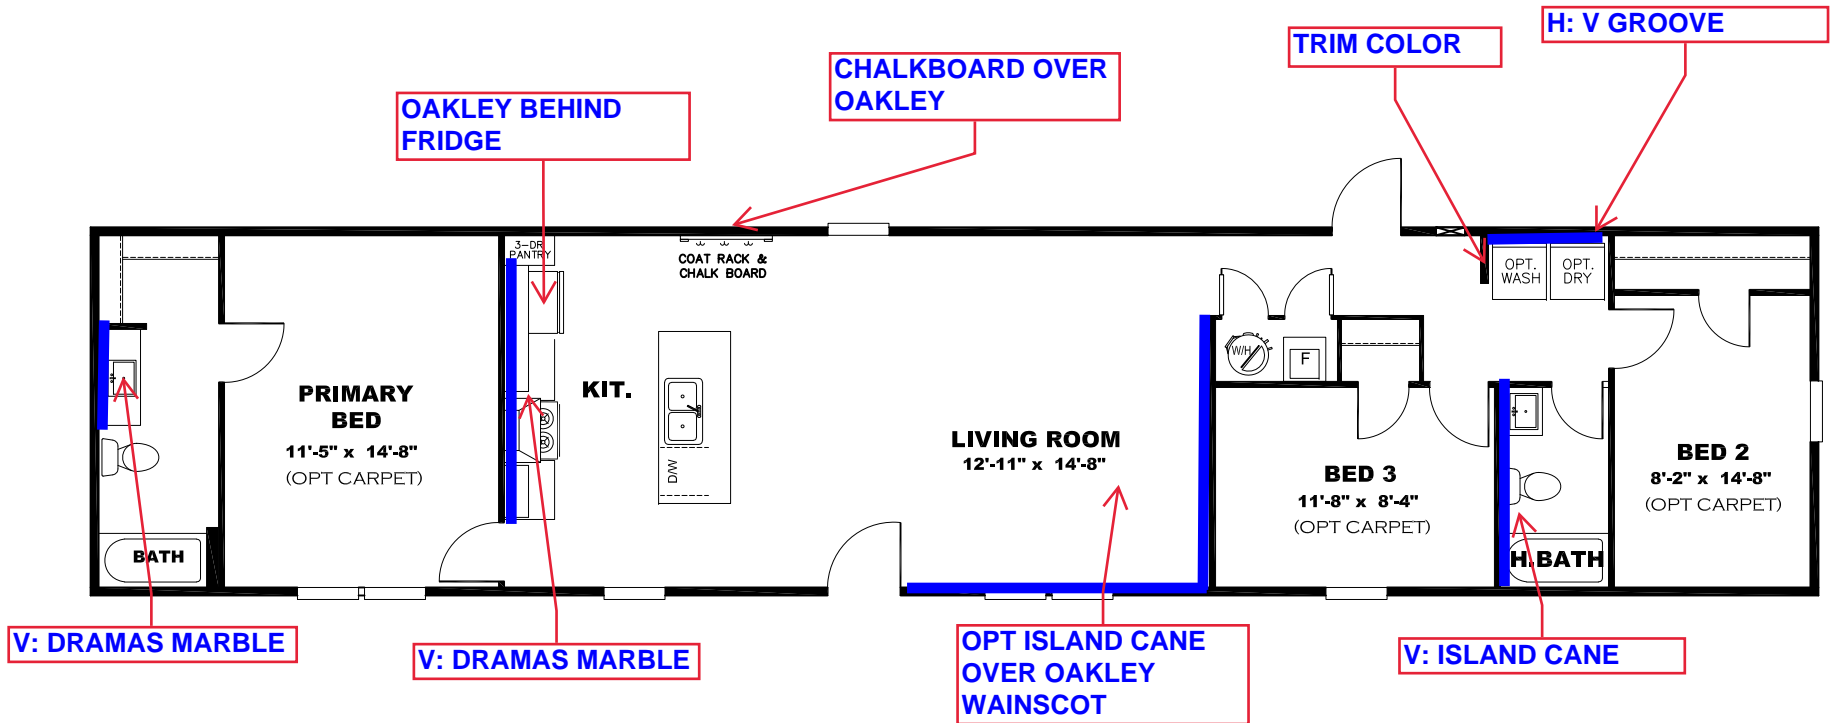 H: V GROOVE
TRIM COLOR
CHALKBOARD OVER
OAKLEY
OAKLEY BEHIND
FRIDGE
3-DR
PANTRY
COAT RACK &
CHALK BOARD
OPT.
WASH
OPT.
DRY
W/H
F
KIT.
PRIMARY
BED
11'-5" x 14'-8"
(OPT CARPET)
D/W
LIVING ROOM
12'-11" x 14'-8"
BED 3
11'-8" x 8'-4"
(OPT CARPET)
BED 2
8'-2" x 14'-8"
(OPT CARPET)
BATH
H.BATH
V: DRAMAS MARBLE
V: DRAMAS MARBLE
OPT ISLAND CANE
OVER OAKLEY
WAINSCOT
V: ISLAND CANE